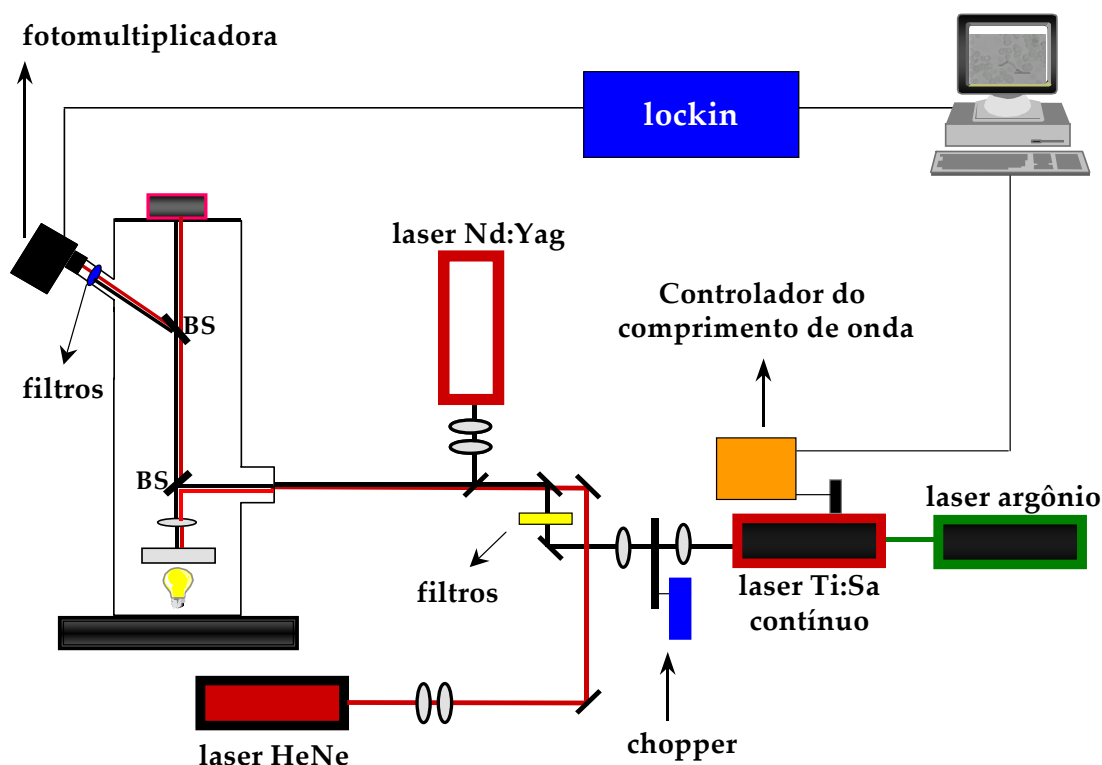 fotomultiplicadora
lockin
laser Nd:Yag
Controlador do
comprimento de onda
BS
filtros
BS
laser argônio
filtros
laser Ti:Sa
contínuo
chopper
laser HeNe